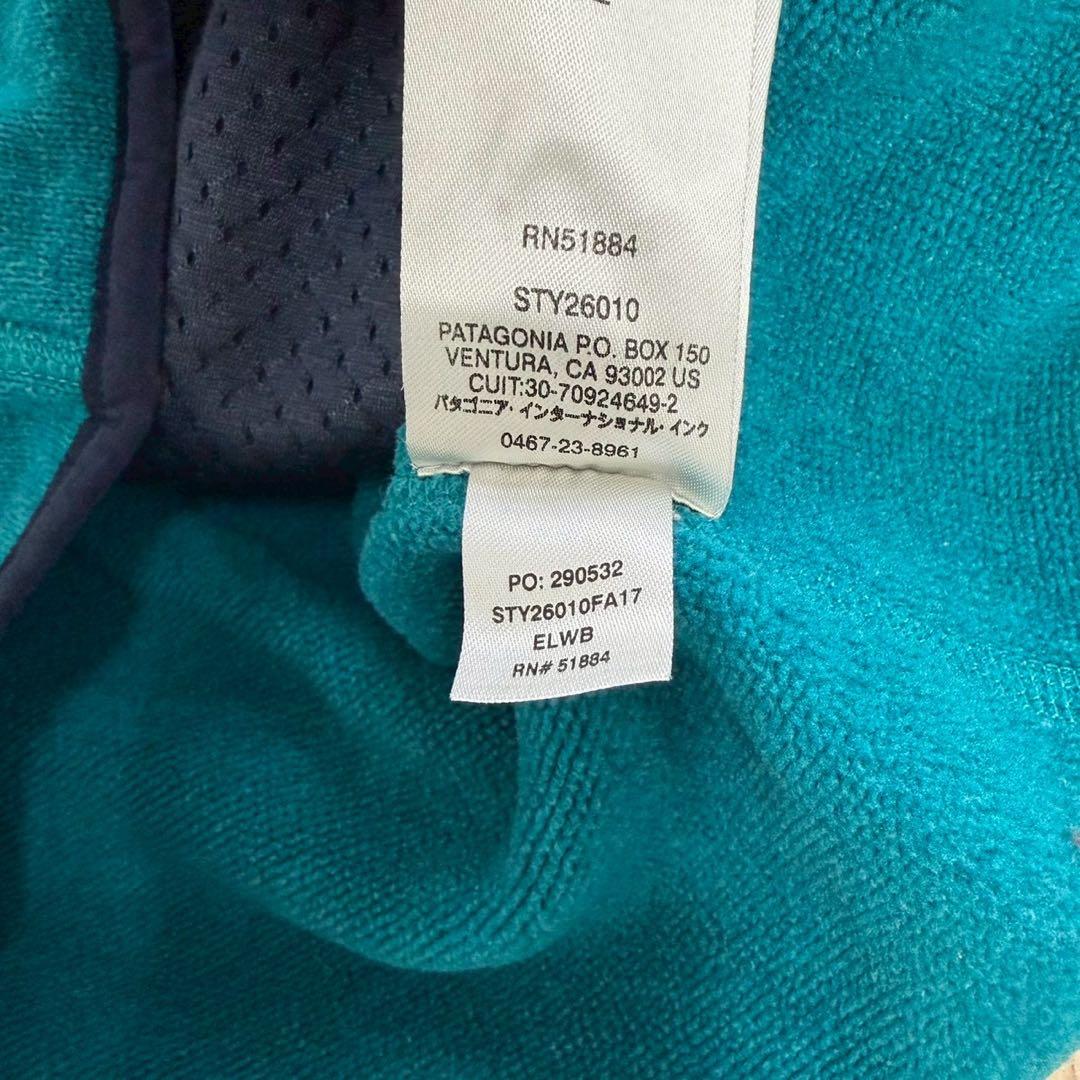 RN51884
STY26010
PATAGONIA P.O. BOX 150
VENTURA, CA 93002 US
CUIT:30-70924649-2
パタゴニア・インターナショナル・インク
0467-23-8961
PO: 290532
STY26010FA17
ELWB
RN# 51884